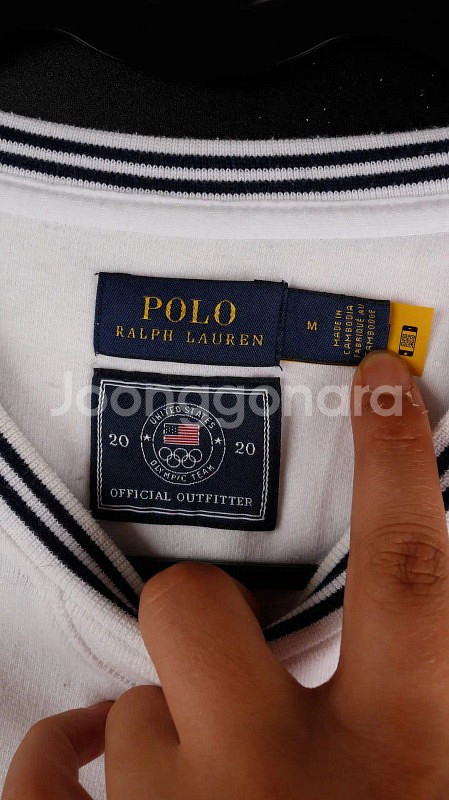 POLO
RALPH LAUREN
M
MADE IN
CAMBODIA
FABRIQUÉ AU
CAMBODGE
Joonggonara
UNITED STATES
20 20
OLYMPIC TEAM
OFFICIAL OUTFITTER